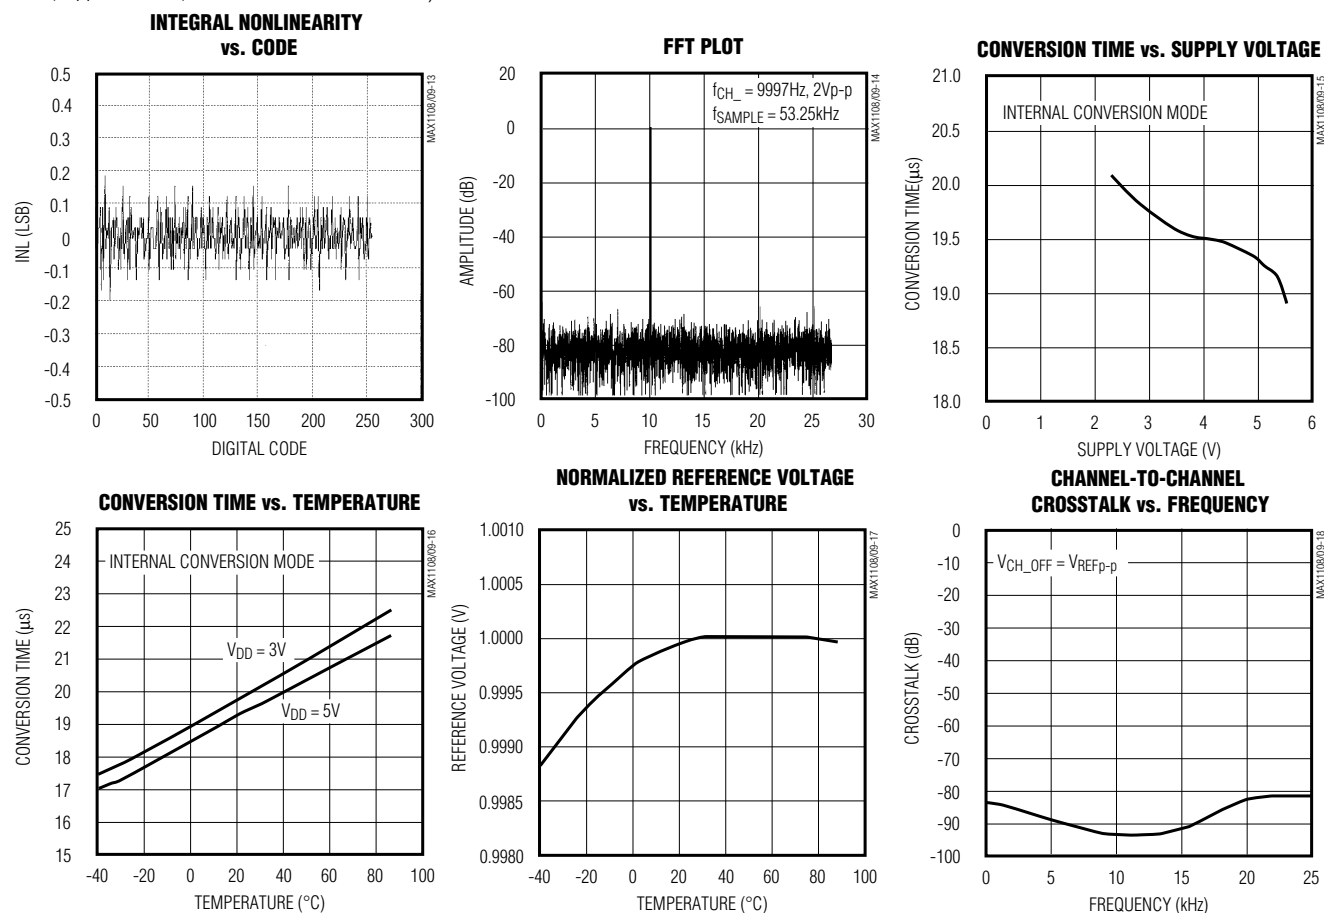 INTEGRAL NONLINEARITY
vs. CODE
0.5
0.4
0.3
0.2
0.1
0
-0.1
-0.2
-0.3
-0.4
-0.5
INL (LSB)
0 50 100 150 200 250 300
DIGITAL CODE
MAX1108/09-13
FFT PLOT
20
0
-20
-40
-60
-80
-100
AMPLITUDE (dB)
fCH_ = 9997Hz, 2Vp-p
fSAMPLE = 53.25kHz
0 5 10 15 20 25 30
FREQUENCY (kHz)
MAX1108/09-14
CONVERSION TIME vs. SUPPLY VOLTAGE
21.0
20.5
20.0
19.5
19.0
18.5
18.0
CONVERSION TIME(µs)
INTERNAL CONVERSION MODE
0 1 2 3 4 5 6
SUPPLY VOLTAGE (V)
MAX1108/09-15
CONVERSION TIME vs. TEMPERATURE
25
24
23
22
21
20
19
18
17
16
15
CONVERSION TIME (µs)
INTERNAL CONVERSION MODE
VDD = 3V
VDD = 5V
-40 -20 0 20 40 60 80 100
TEMPERATURE (°C)
MAX1108/09-16
NORMALIZED REFERENCE VOLTAGE
vs. TEMPERATURE
1.0010
1.0005
1.0000
0.9995
0.9990
0.9985
0.9980
REFERENCE VOLTAGE (V)
-40 -20 0 20 40 60 80 100
TEMPERATURE (°C)
MAX1108/09-17
CHANNEL-TO-CHANNEL
CROSSTALK vs. FREQUENCY
0
-10
-20
-30
-40
-50
-60
-70
-80
-90
-100
CROSSTALK (dB)
VCH_OFF = VREFp-p
0 5 10 15 20 25
FREQUENCY (kHz)
MAX1108/09-18